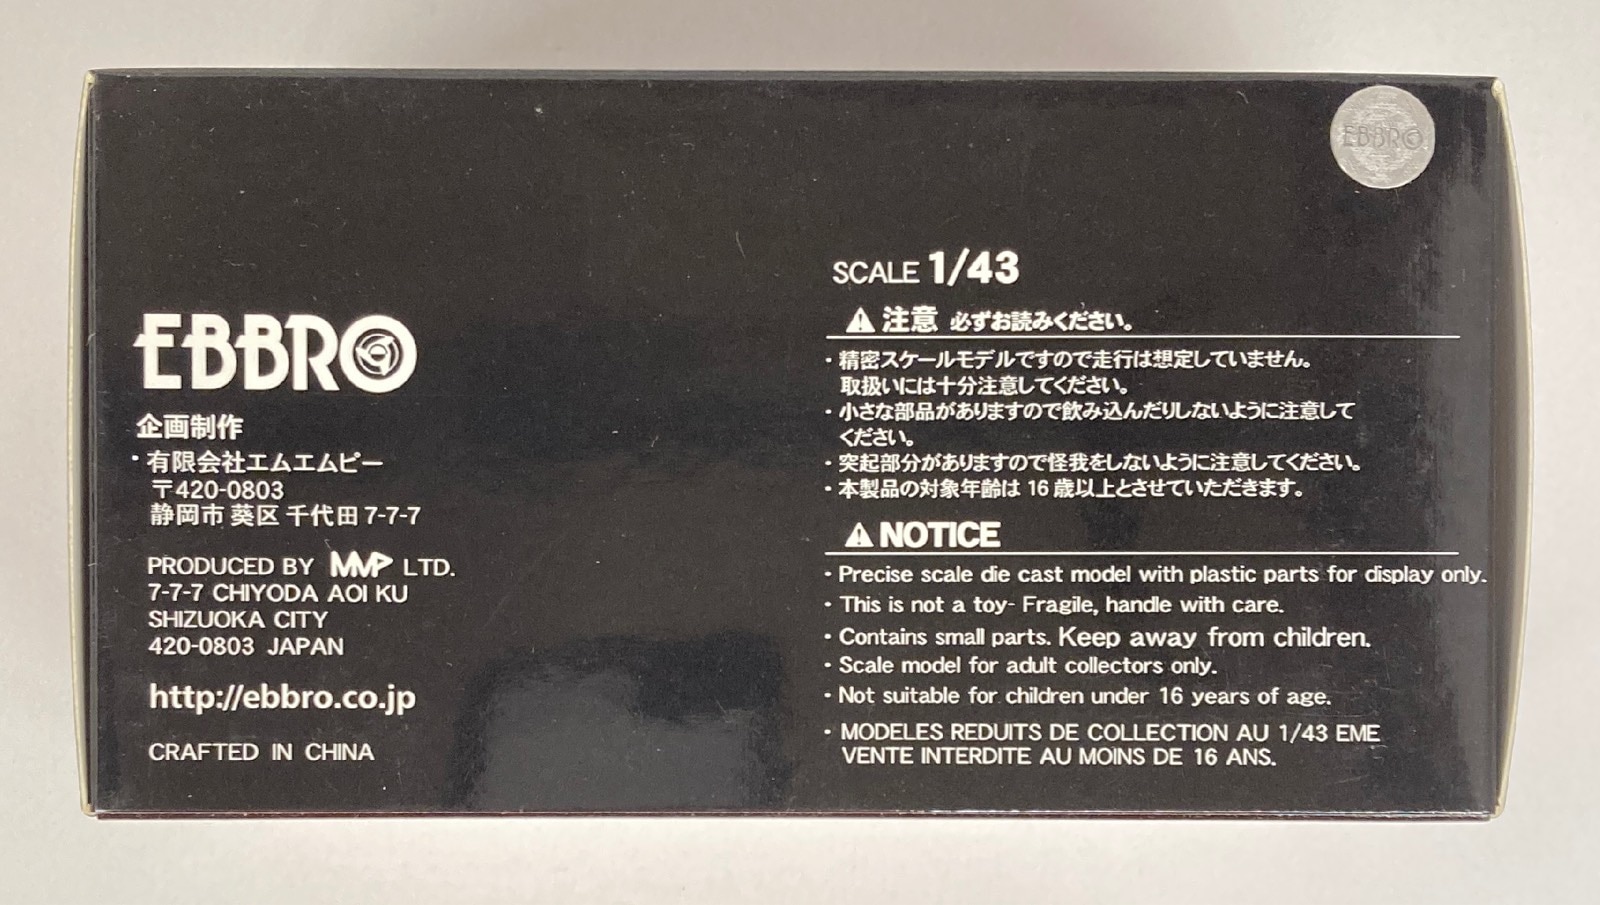 EBBRO
EBBRO
企画制作
・有限会社エムエムピー
〒420-0803
静岡市 葵区 千代田 7-7-7
PRODUCED BY MMP LTD.
7-7-7 CHIYODA AOI KU
SHIZUOKA CITY
420-0803 JAPAN
http://ebbro.co.jp
CRAFTED IN CHINA
SCALE 1/43
注意 必ずお読みください。
・精密スケールモデルですので走行は想定していません。
取扱いには十分注意してください。
・小さな部品がありますので飲み込んだりしないように注意して
ください。
・突起部分がありますので怪我をしないように注意してください。
・本製品の対象年齢は 16 歳以上とさせていただきます。
NOTICE
・Precise scale die cast model with plastic parts for display only.
・This is not a toy- Fragile, handle with care.
・Contains small parts. Keep away from children.
・Scale model for adult collectors only.
・Not suitable for children under 16 years of age.
・MODELES REDUITS DE COLLECTION AU 1/43 EME
VENTE INTERDITE AU MOINS DE 16 ANS.